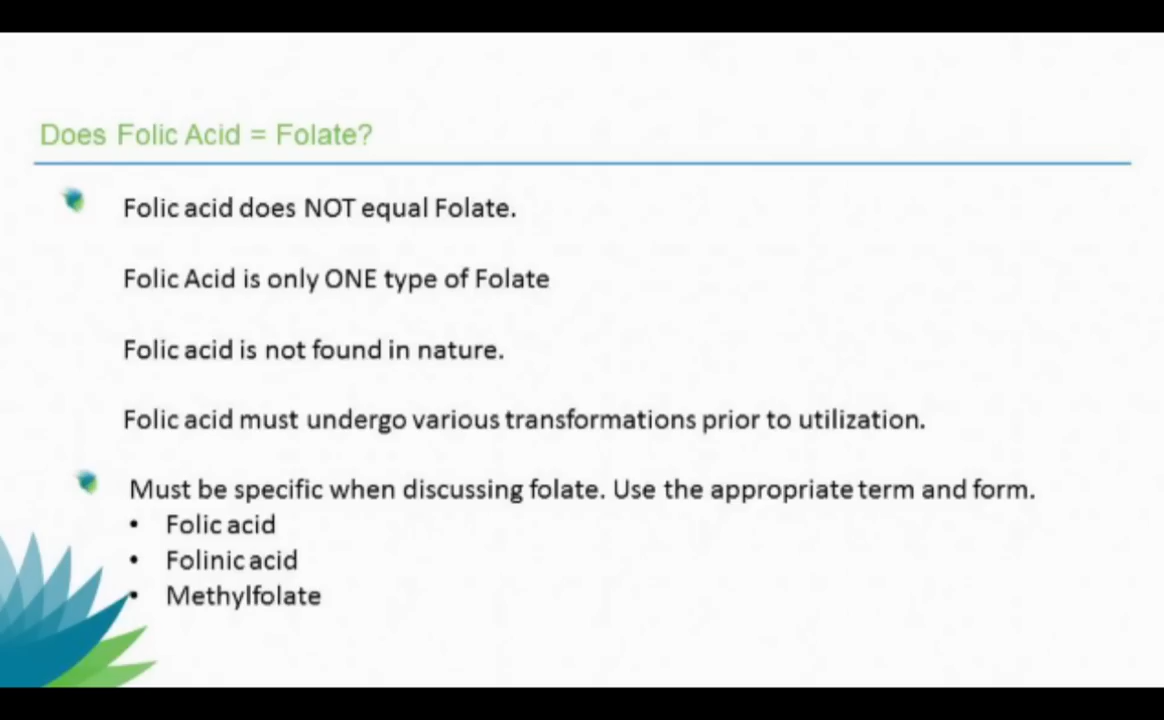 Does Folic Acid = Folate?
Folic acid does NOT equal Folate.
Folic Acid is only ONE type of Folate
Folic acid is not found in nature.
Folic acid must undergo various transformations prior to utilization.
Must be specific when discussing folate. Use the appropriate term and form.
• Folic acid
• Folinic acid
• Methylfolate